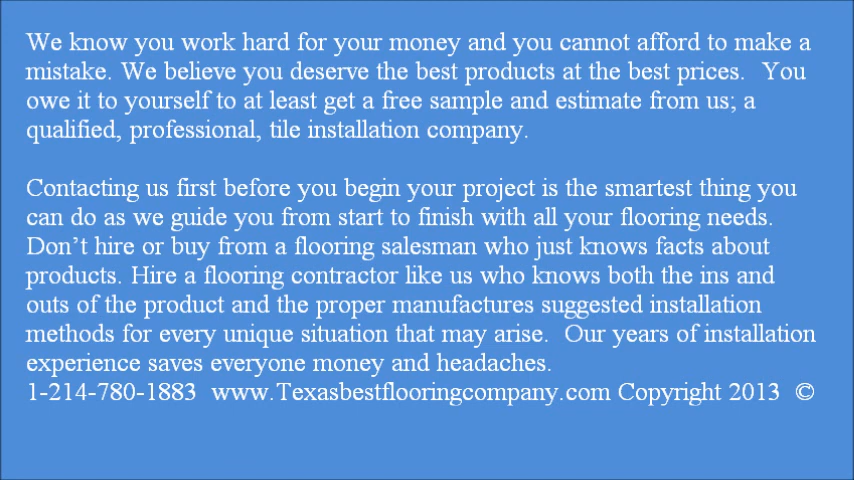 We know you work hard for your money and you cannot afford to make a
mistake. We believe you deserve the best products at the best prices.  You
owe it to yourself to at least get a free sample and estimate from us; a
qualified, professional, tile installation company.
Contacting us first before you begin your project is the smartest thing you
can do as we guide you from start to finish with all your flooring needs.
Don’t hire or buy from a flooring salesman who just knows facts about
products. Hire a flooring contractor like us who knows both the ins and
outs of the product and the proper manufactures suggested installation
methods for every unique situation that may arise.  Our years of installation
experience saves everyone money and headaches.
1-214-780-1883  www.Texasbestflooringcompany.com Copyright 2013  ©